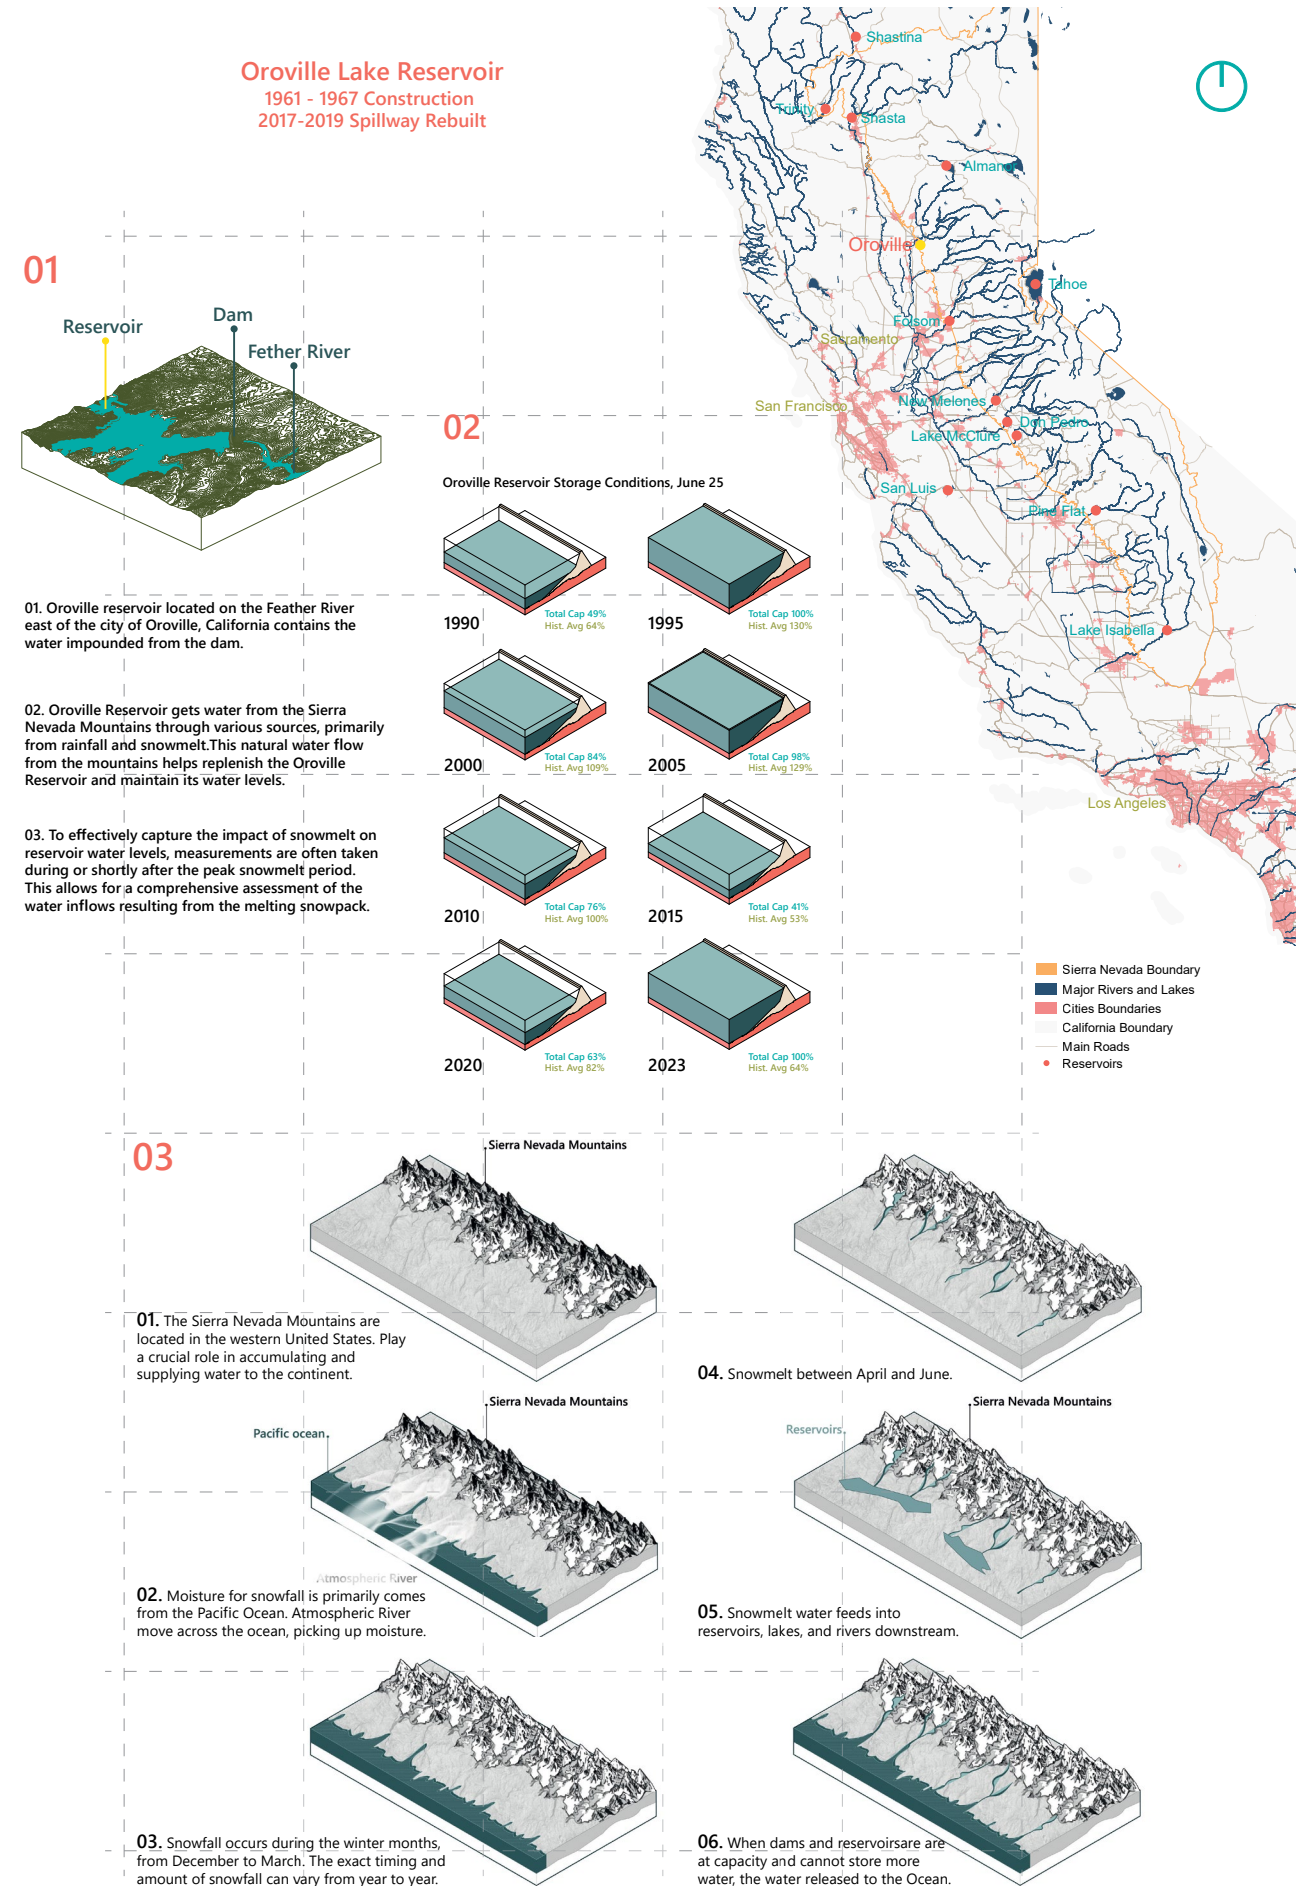 Oroville Lake Reservoir
1961 - 1967 Construction
2017-2019 Spillway Rebuilt
Shastina
Trinity
Shasta
Almanor
Oroville
Tahoe
Folsom
Sacramento
San Francisco
New Melones
Don Pedro
Lake McClure
San Luis
Pine Flat
Lake Isabella
Los Angeles
Sierra Nevada Boundary
Major Rivers and Lakes
Cities Boundaries
California Boundary
Main Roads
Reservoirs
01
Reservoir
Dam
Fether River
01. Oroville reservoir located on the Feather River
east of the city of Oroville, California contains the
water impounded from the dam.
02. Oroville Reservoir gets water from the Sierra
Nevada Mountains through various sources, primarily
from rainfall and snowmelt.This natural water flow
from the mountains helps replenish the Oroville
Reservoir and maintain its water levels.
03. To effectively capture the impact of snowmelt on
reservoir water levels, measurements are often taken
during or shortly after the peak snowmelt period.
This allows for a comprehensive assessment of the
water inflows resulting from the melting snowpack.
02
Oroville Reservoir Storage Conditions, June 25
1990
Total Cap 49%
Hist. Avg 64%
1995
Total Cap 100%
Hist. Avg 130%
2000
Total Cap 84%
Hist. Avg 109%
2005
Total Cap 98%
Hist. Avg 129%
2010
Total Cap 76%
Hist. Avg 100%
2015
Total Cap 41%
Hist. Avg 53%
2020
Total Cap 63%
Hist. Avg 82%
2023
Total Cap 100%
Hist. Avg 64%
03
Sierra Nevada Mountains
01. The Sierra Nevada Mountains are
located in the western United States. Play
a crucial role in accumulating and
supplying water to the continent.
04. Snowmelt between April and June.
Sierra Nevada Mountains
Pacific ocean
Atmospheric River
02. Moisture for snowfall is primarily comes
from the Pacific Ocean. Atmospheric River
move across the ocean, picking up moisture.
Sierra Nevada Mountains
Reservoirs
05. Snowmelt water feeds into
reservoirs, lakes, and rivers downstream.
03. Snowfall occurs during the winter months,
from December to March. The exact timing and
amount of snowfall can vary from year to year.
06. When dams and reservoirsare are
at capacity and cannot store more
water, the water released to the Ocean.